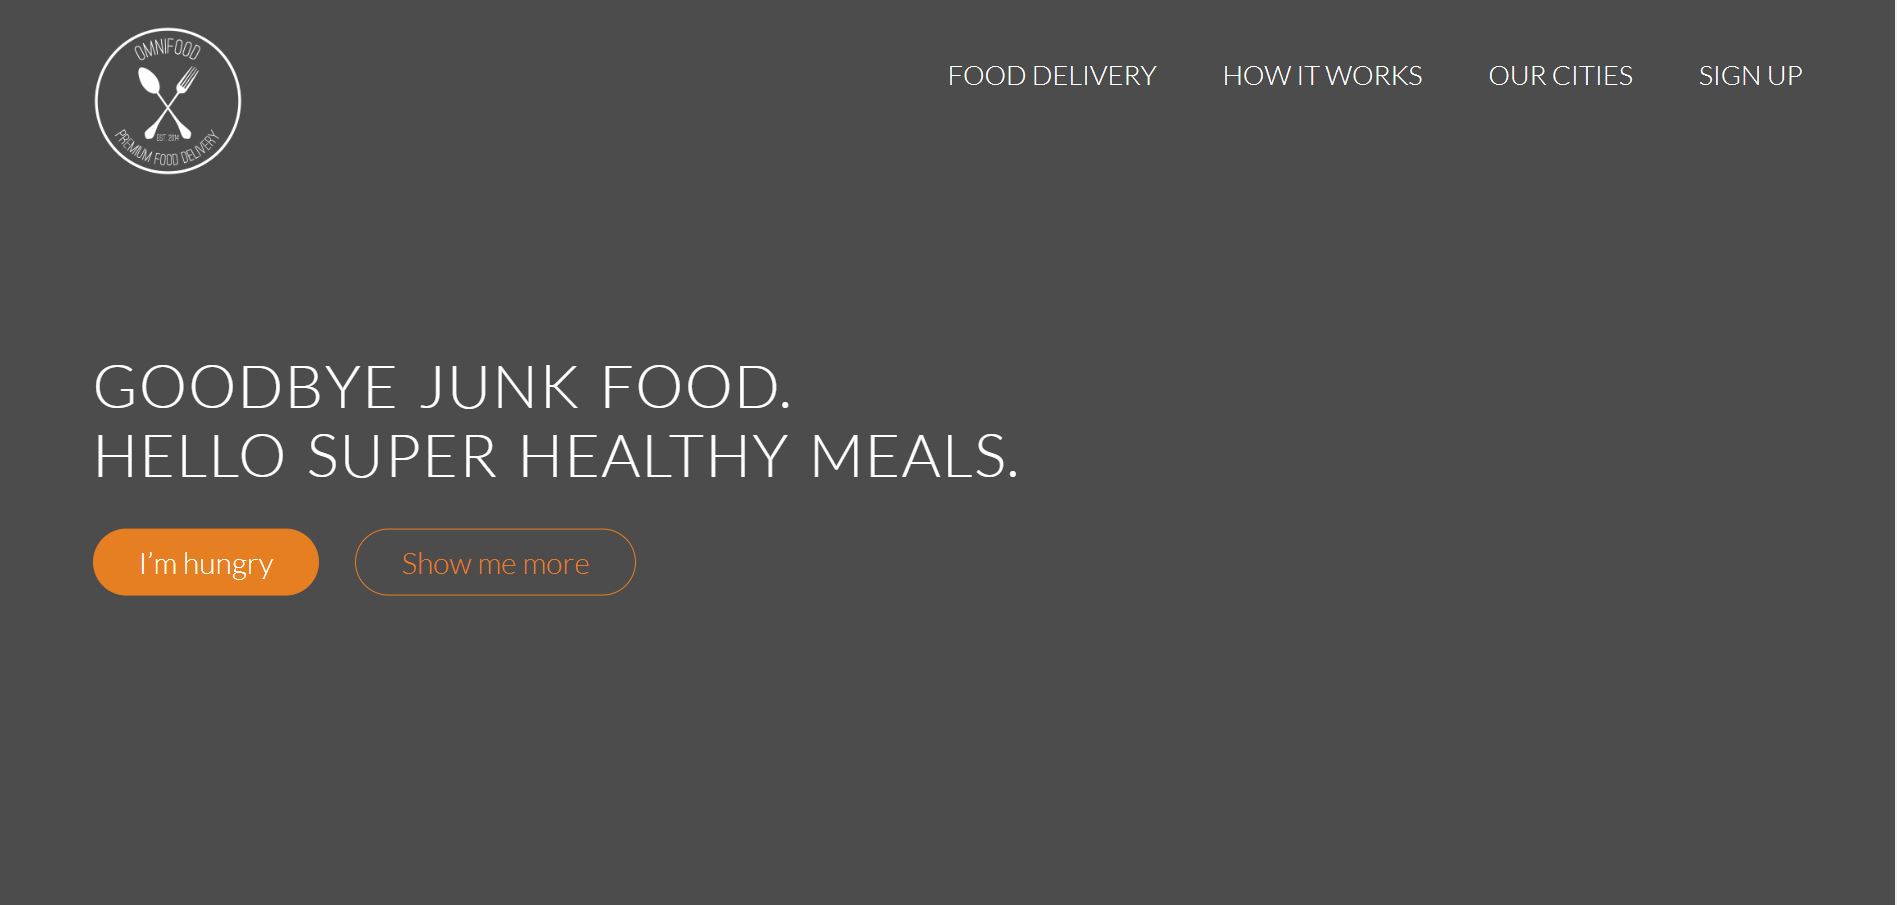 OMNIFOOD
EST. 2014
PREMIUM FOOD DELIVERY
FOOD DELIVERY
HOW IT WORKS
OUR CITIES
SIGN UP
GOODBYE JUNK FOOD.
HELLO SUPER HEALTHY MEALS.
I’m hungry
Show me more